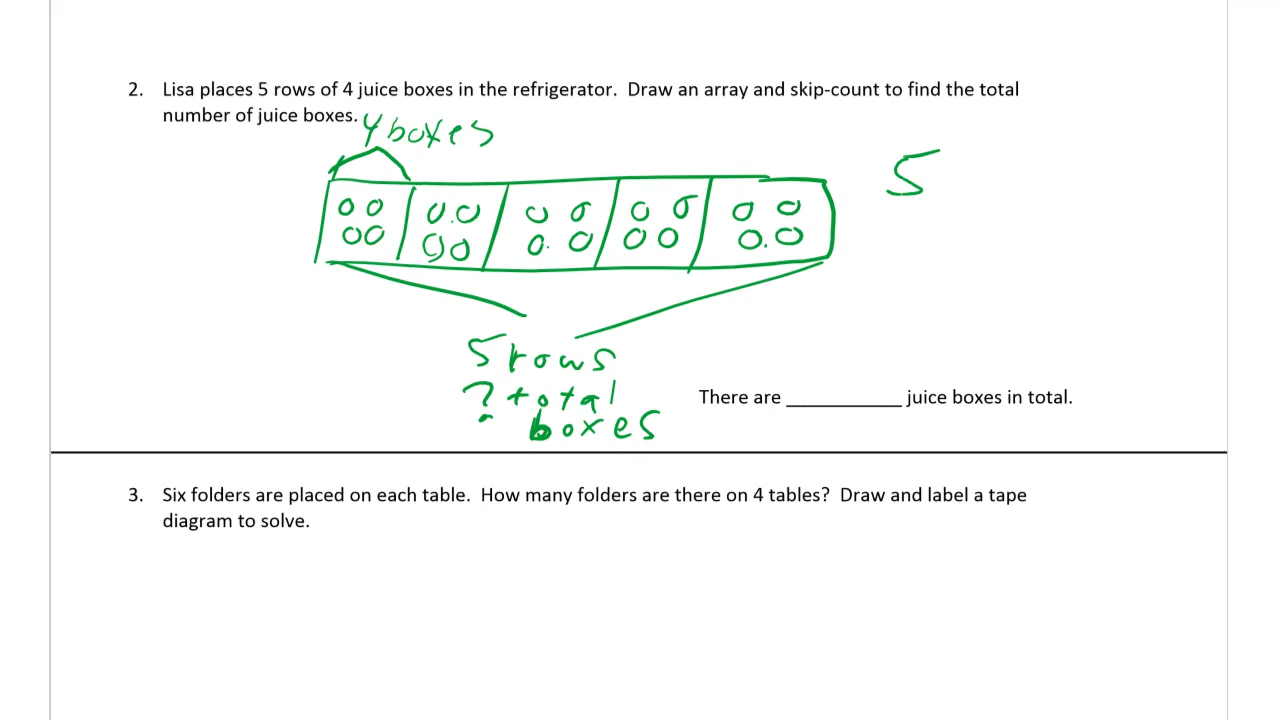 2. Lisa places 5 rows of 4 juice boxes in the refrigerator. Draw an array and skip-count to find the total
number of juice boxes.
4 boxes
5
5 rows
? total
boxes
There are ____________ juice boxes in total.
3. Six folders are placed on each table. How many folders are there on 4 tables? Draw and label a tape
diagram to solve.